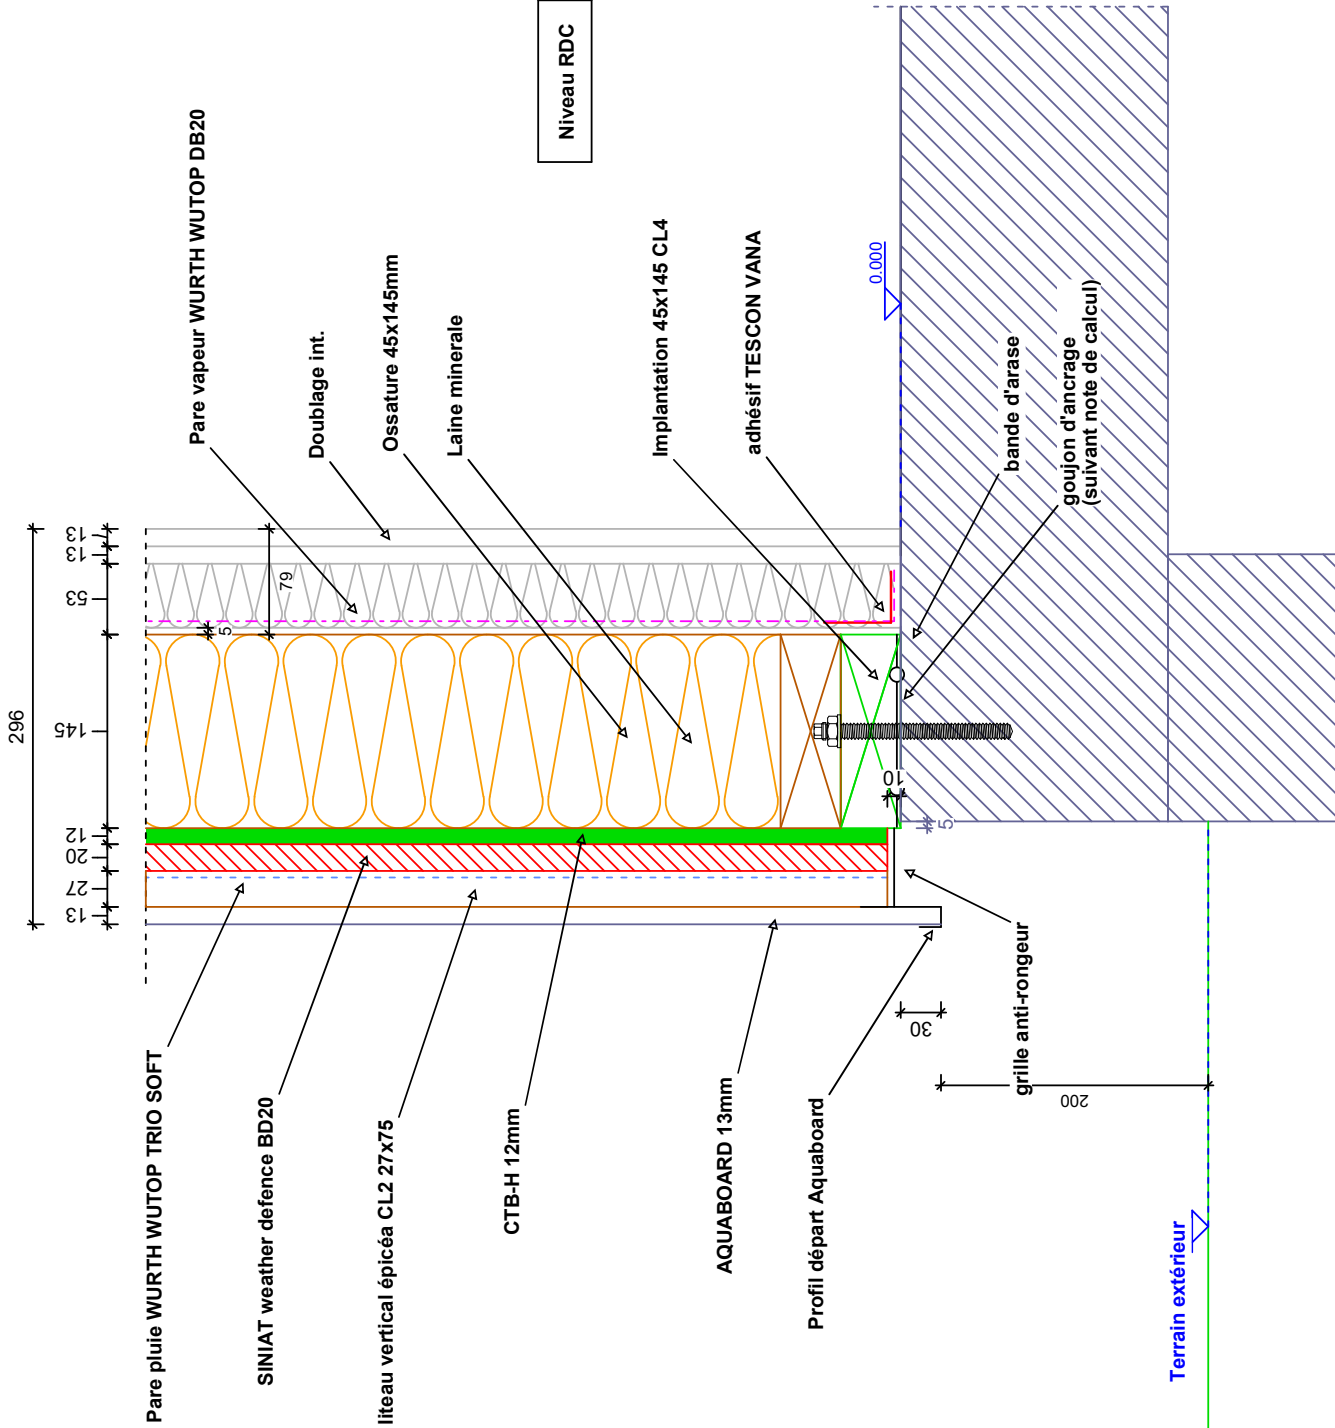 Niveau RDC
Pare vapeur WURTH WUTOP DB20
Doublage int.
Ossature 45x145mm
Laine minerale
Implantation 45x145 CL4
adhésif TESCON VANA
0.000
bande d'arase
goujon d'ancrage
(suivant note de calcul)
296
13
13
53
145
12
20
27
13
79
5
10
5
30
200
Pare pluie WURTH WUTOP TRIO SOFT
SINIAT weather defence BD20
liteau vertical épicéa CL2 27x75
CTB-H 12mm
AQUABOARD 13mm
Profil départ Aquaboard
grille anti-rongeur
Terrain extérieur